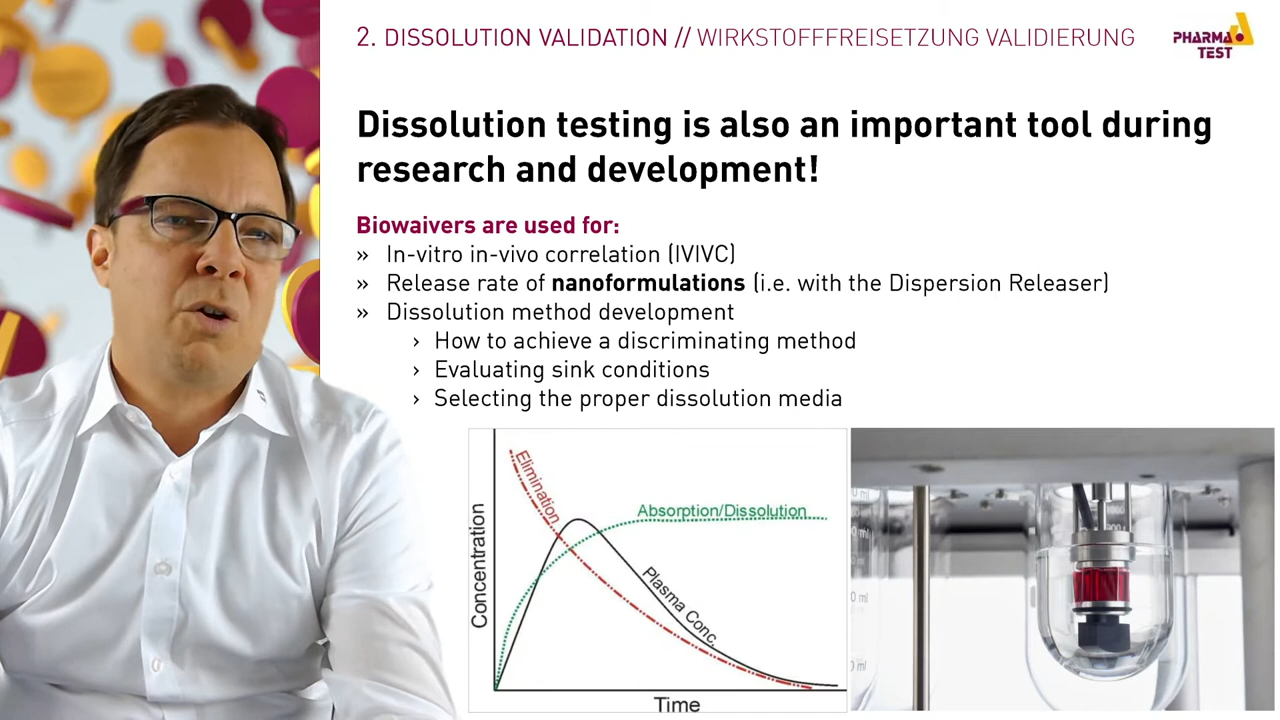 2. DISSOLUTION VALIDATION // WIRKSTOFFFREISETZUNG VALIDIERUNG
PHARMA
TEST
Dissolution testing is also an important tool during
research and development!
Biowaivers are used for:
» In-vitro in-vivo correlation (IVIVC)
» Release rate of nanoformulations (i.e. with the Dispersion Releaser)
» Dissolution method development
› How to achieve a discriminating method
› Evaluating sink conditions
› Selecting the proper dissolution media
Concentration
Elimination
Absorption/Dissolution
Plasma Conc.
Time